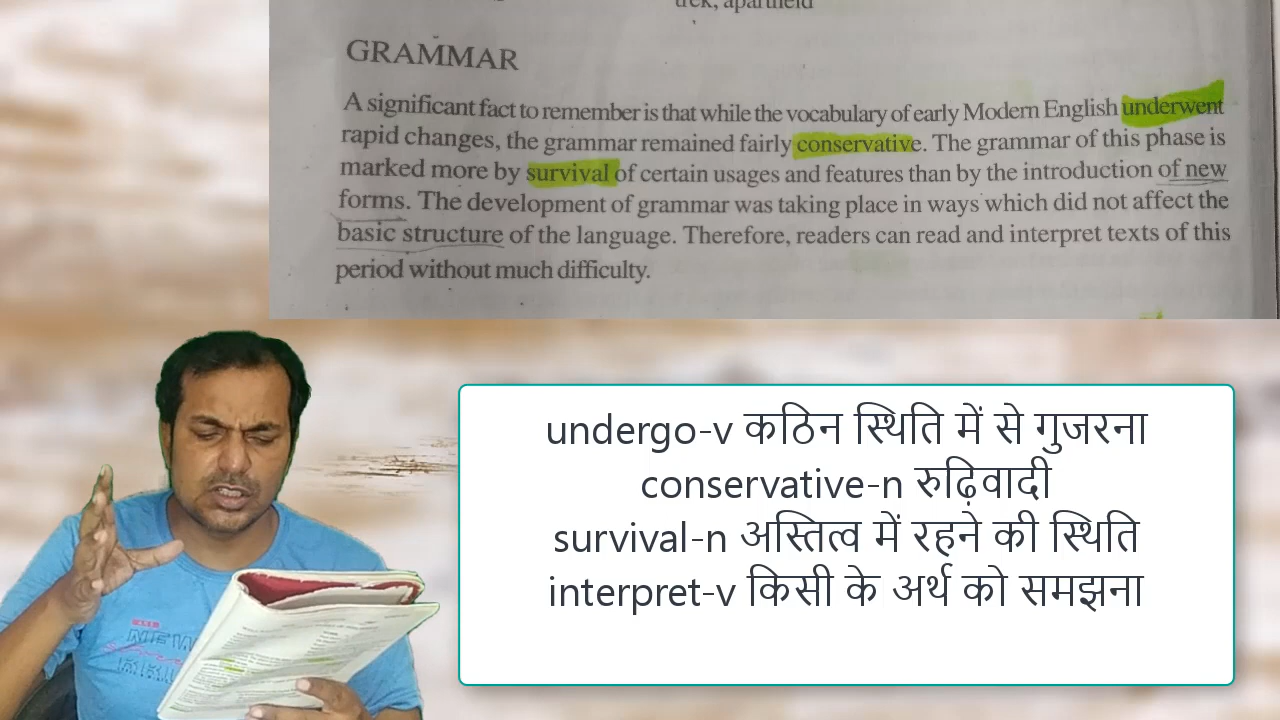 trek, apartheid
GRAMMAR
A significant fact to remember is that while the vocabulary of early Modern English underwent
rapid changes, the grammar remained fairly conservative. The grammar of this phase is
marked more by survival of certain usages and features than by the introduction of new
forms. The development of grammar was taking place in ways which did not affect the
basic structure of the language. Therefore, readers can read and interpret texts of this
period without much difficulty.
undergo-v कठिन स्थिति में से गुजरना
conservative-n रुढ़िवादी
survival-n अस्तित्व में रहने की स्थिति
interpret-v किसी के अर्थ को समझना
NEW